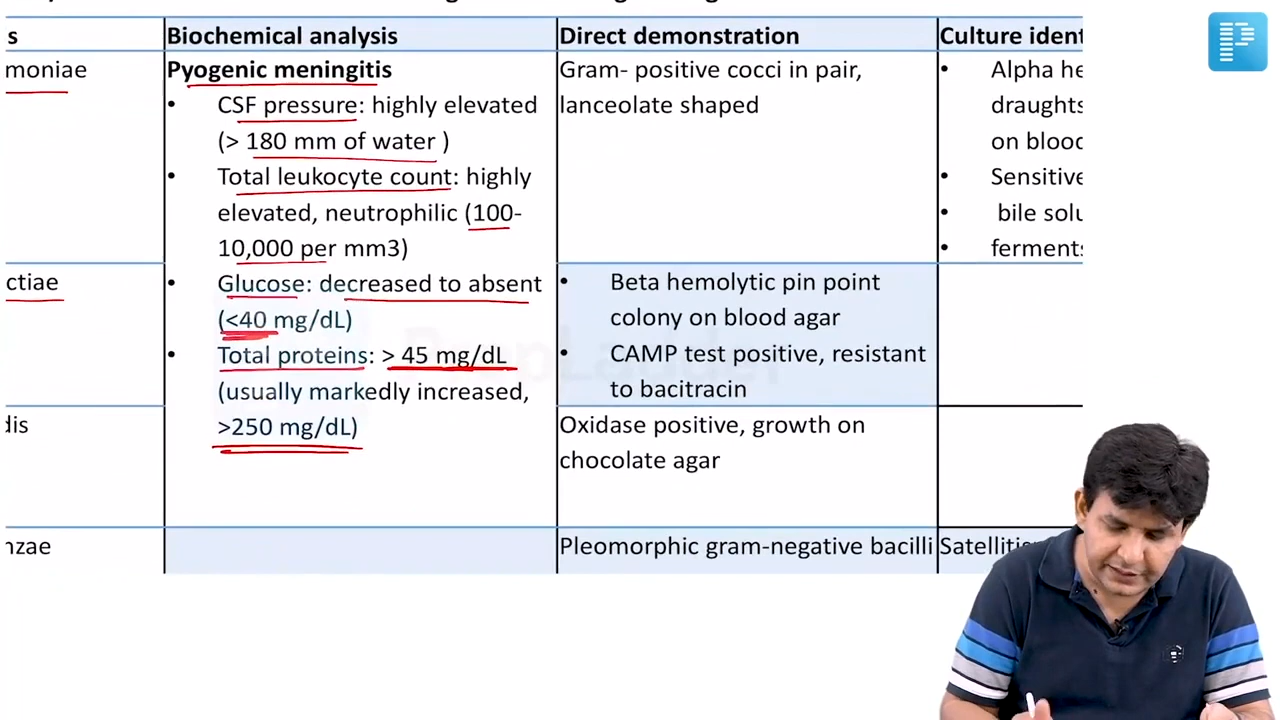 s
Biochemical analysis
Direct demonstration
Culture ident
moniae
Pyogenic meningitis
• CSF pressure: highly elevated
(> 180 mm of water )
• Total leukocyte count: highly
elevated, neutrophilic (100-
10,000 per mm3)
Gram- positive cocci in pair,
lanceolate shaped
• Alpha he
draughts
on blood
• Sensitive
• bile solu
• ferments
ctiae
• Glucose: decreased to absent
(<40 mg/dL)
• Total proteins: > 45 mg/dL
(usually markedly increased,
>250 mg/dL)
• Beta hemolytic pin point
colony on blood agar
• CAMP test positive, resistant
to bacitracin
dis
Oxidase positive, growth on
chocolate agar
nzae
Pleomorphic gram-negative bacilli